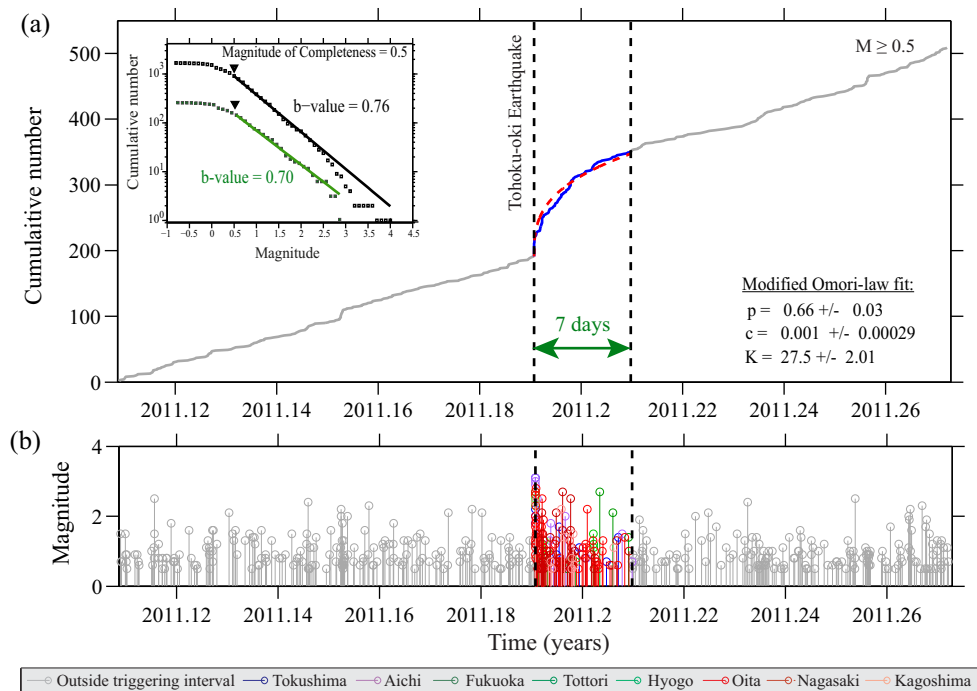 (a)
Cumulaitive number
500
400
300
200
100
0
M ≥ 0.5
Tohoku-oki Earthquake
7 days
Modified Omori-law fit:
p = 0.66 +/- 0.03
c = 0.001 +/- 0.00029
K = 27.5 +/- 2.01
Magnitude of Completeness = 0.5
b−value = 0.76
b-value = 0.70
Cumulative number
10³
10²
10¹
10⁰
−1 −0.5 0 0.5 1 1.5 2 2.5 3 3.5 4 4.5
Magnitude
2011.12 2011.14 2011.16 2011.18 2011.2 2011.22 2011.24 2011.26
(b)
Magnitude
4
2
0
2011.12 2011.14 2011.16 2011.18 2011.2 2011.22 2011.24 2011.26
Time (years)
Outside triggering interval Tokushima Aichi Fukuoka Tottori Hyogo Oita Nagasaki Kagoshima